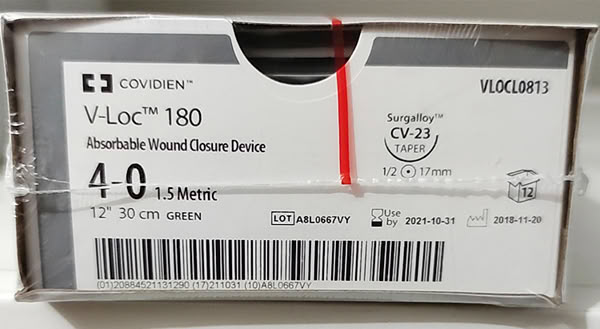 COVIDIEN™
VLOCL0813
V-Loc™ 180
Absorbable Wound Closure Device
Surgalloy™
CV-23
TAPER
1/2 17mm
4-0 1.5 Metric
12
12" 30 cm GREEN
LOT A8L0667VY
Use by 2021-10-31
2018-11-20
(01)20884521131290 (17)211031 (10)A8L0667VY